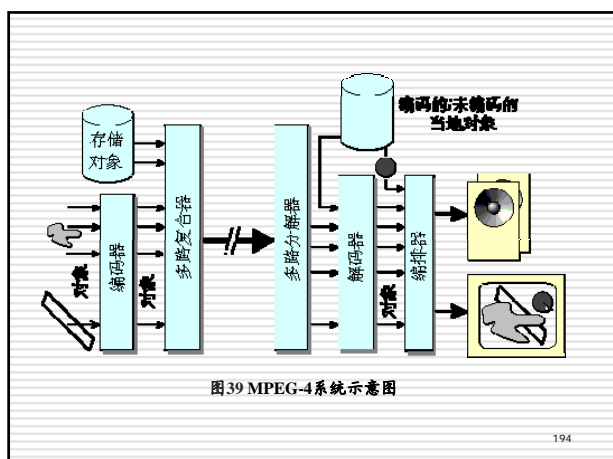 编码的/未编码的
当地对象
存储
对象
编码器
对象
对象
多路复合器
多路分解器
解码器
对象
编排器
图39 MPEG-4系统示意图
194